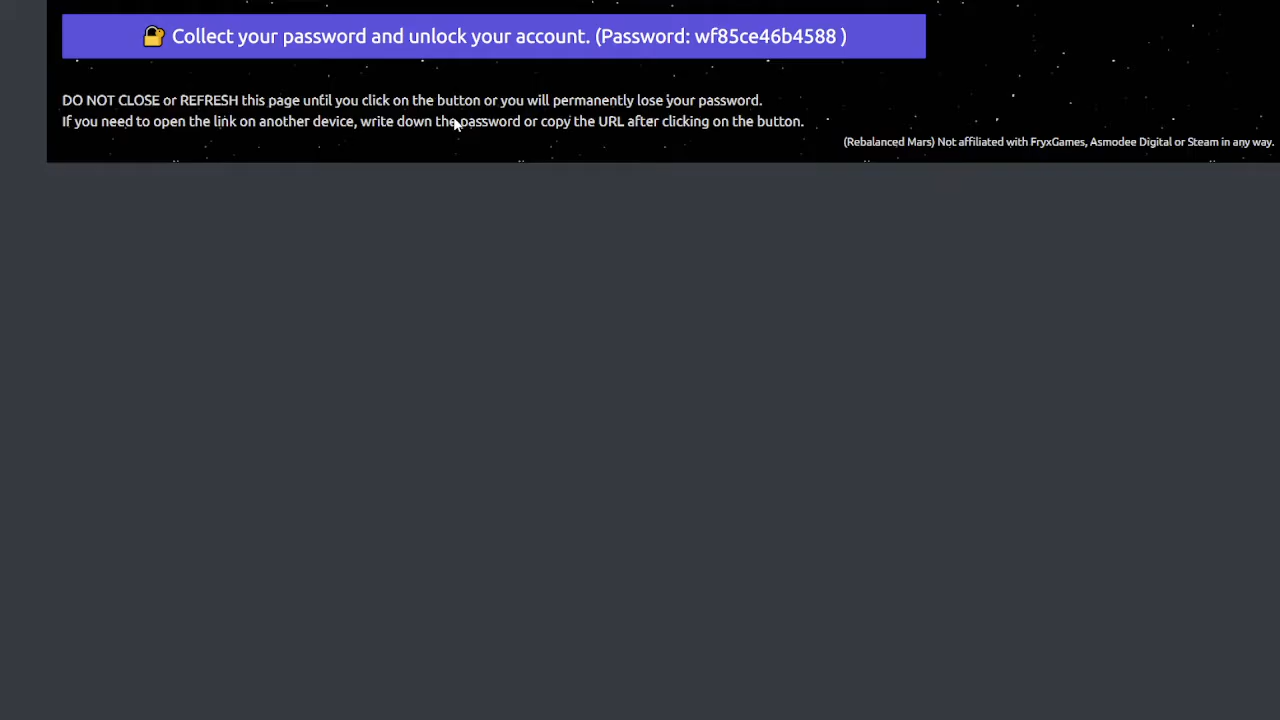 🔐 Collect your password and unlock your account. (Password: wf85ce46b4588 )
DO NOT CLOSE or REFRESH this page until you click on the button or you will permanently lose your password.
If you need to open the link on another device, write down the password or copy the URL after clicking on the button.
(Rebalanced Mars) Not affiliated with FryxGames, Asmodee Digital or Steam in any way.